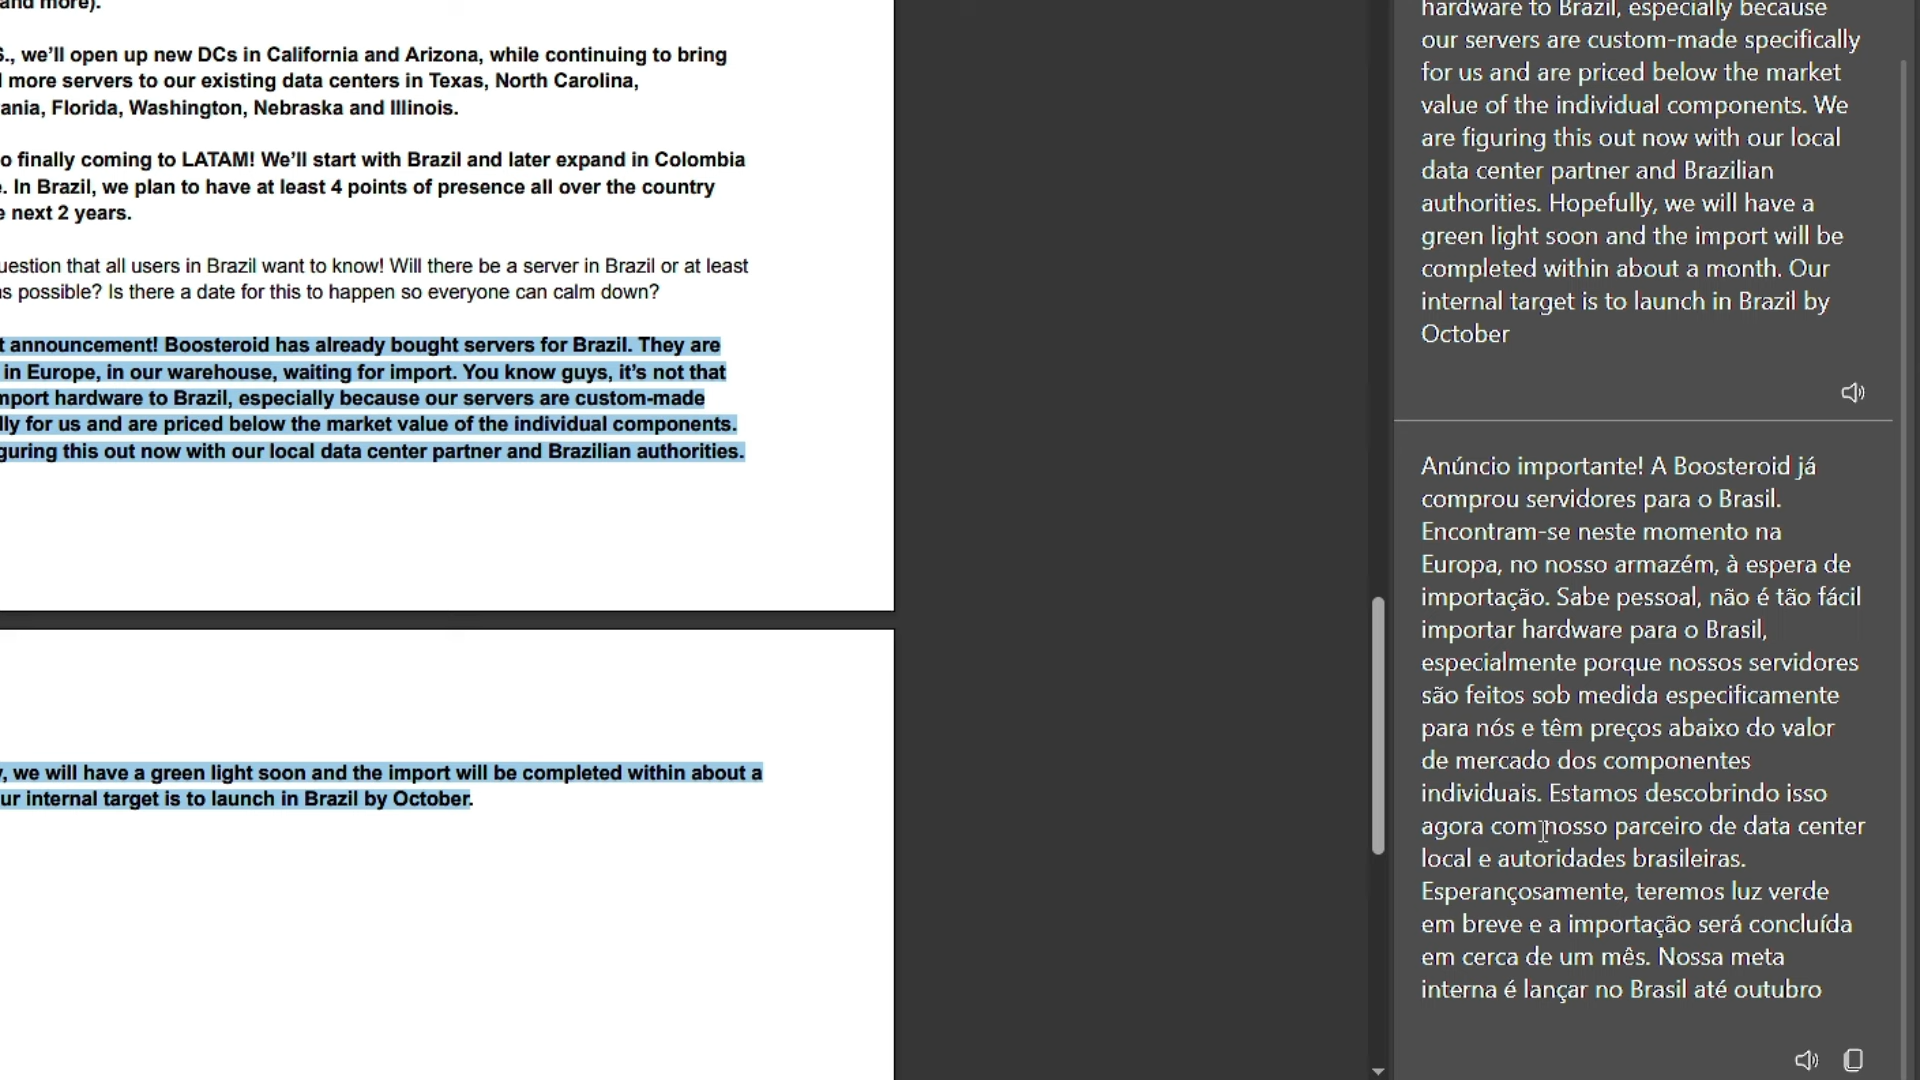 and more).
S., we'll open up new DCs in California and Arizona, while continuing to bring
more servers to our existing data centers in Texas, North Carolina,
ania, Florida, Washington, Nebraska and Illinois.
o finally coming to LATAM! We'll start with Brazil and later expand in Colombia
. In Brazil, we plan to have at least 4 points of presence all over the country
e next 2 years.
uestion that all users in Brazil want to know! Will there be a server in Brazil or at least
as possible? Is there a date for this to happen so everyone can calm down?
t announcement! Boosteroid has already bought servers for Brazil. They are
in Europe, in our warehouse, waiting for import. You know guys, it's not that
mport hardware to Brazil, especially because our servers are custom-made
lly for us and are priced below the market value of the individual components.
guring this out now with our local data center partner and Brazilian authorities.
y, we will have a green light soon and the import will be completed within about a
ur internal target is to launch in Brazil by October.
hardware to Brazil, especially because
our servers are custom-made specifically
for us and are priced below the market
value of the individual components. We
are figuring this out now with our local
data center partner and Brazilian
authorities. Hopefully, we will have a
green light soon and the import will be
completed within about a month. Our
internal target is to launch in Brazil by
October
Anúncio importante! A Boosteroid já
comprou servidores para o Brasil.
Encontram-se neste momento na
Europa, no nosso armazém, à espera de
importação. Sabe pessoal, não é tão fácil
importar hardware para o Brasil,
especialmente porque nossos servidores
são feitos sob medida especificamente
para nós e têm preços abaixo do valor
de mercado dos componentes
individuais. Estamos descobrindo isso
agora com nosso parceiro de data center
local e autoridades brasileiras.
Esperançosamente, teremos luz verde
em breve e a importação será concluída
em cerca de um mês. Nossa meta
interna é lançar no Brasil até outubro